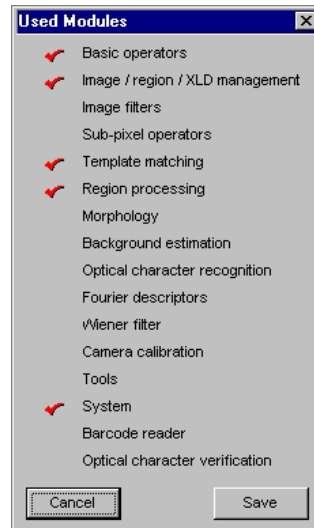 Used Modules
Basic operators
Image / region / XLD management
Image filters
Sub-pixel operators
Template matching
Region processing
Morphology
Background estimation
Optical character recognition
Fourier descriptors
Wiener filter
Camera calibration
Tools
System
Barcode reader
Optical character verification
Cancel Save